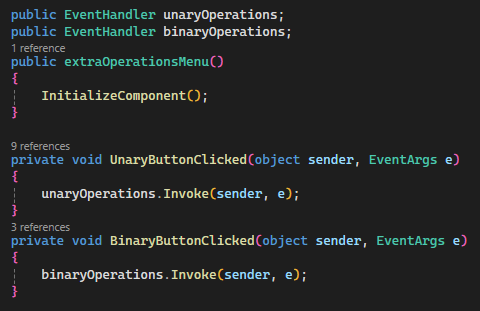 public EventHandler unaryOperations;
public EventHandler binaryOperations;
1 reference
public extraOperationsMenu()
{
    InitializeComponent();
}
9 references
private void UnaryButtonClicked(object sender, EventArgs e)
{
    unaryOperations.Invoke(sender, e);
}
3 references
private void BinaryButtonClicked(object sender, EventArgs e)
{
    binaryOperations.Invoke(sender, e);
}